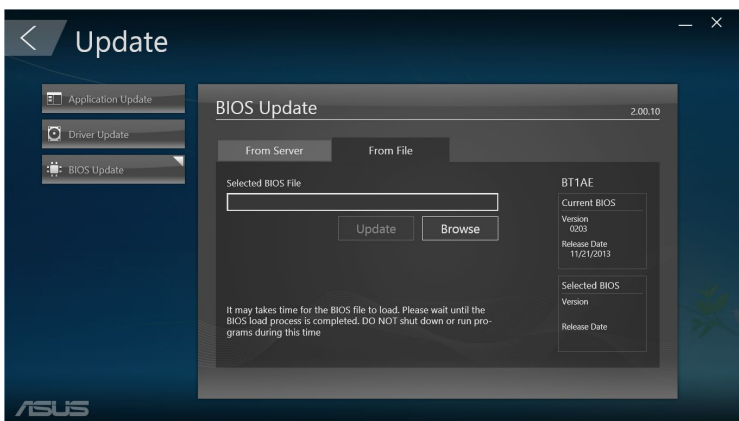 Update
Application Update
Driver Update
BIOS Update
BIOS Update
2.00.10
From Server
From File
Selected BIOS File
Update
Browse
It may takes time for the BIOS file to load. Please wait until the
BIOS load process is completed. DO NOT shut down or run pro-
grams during this time
BT1AE
Current BIOS
Version
0203
Release Date
11/21/2013
Selected BIOS
Version
Release Date
ASUS